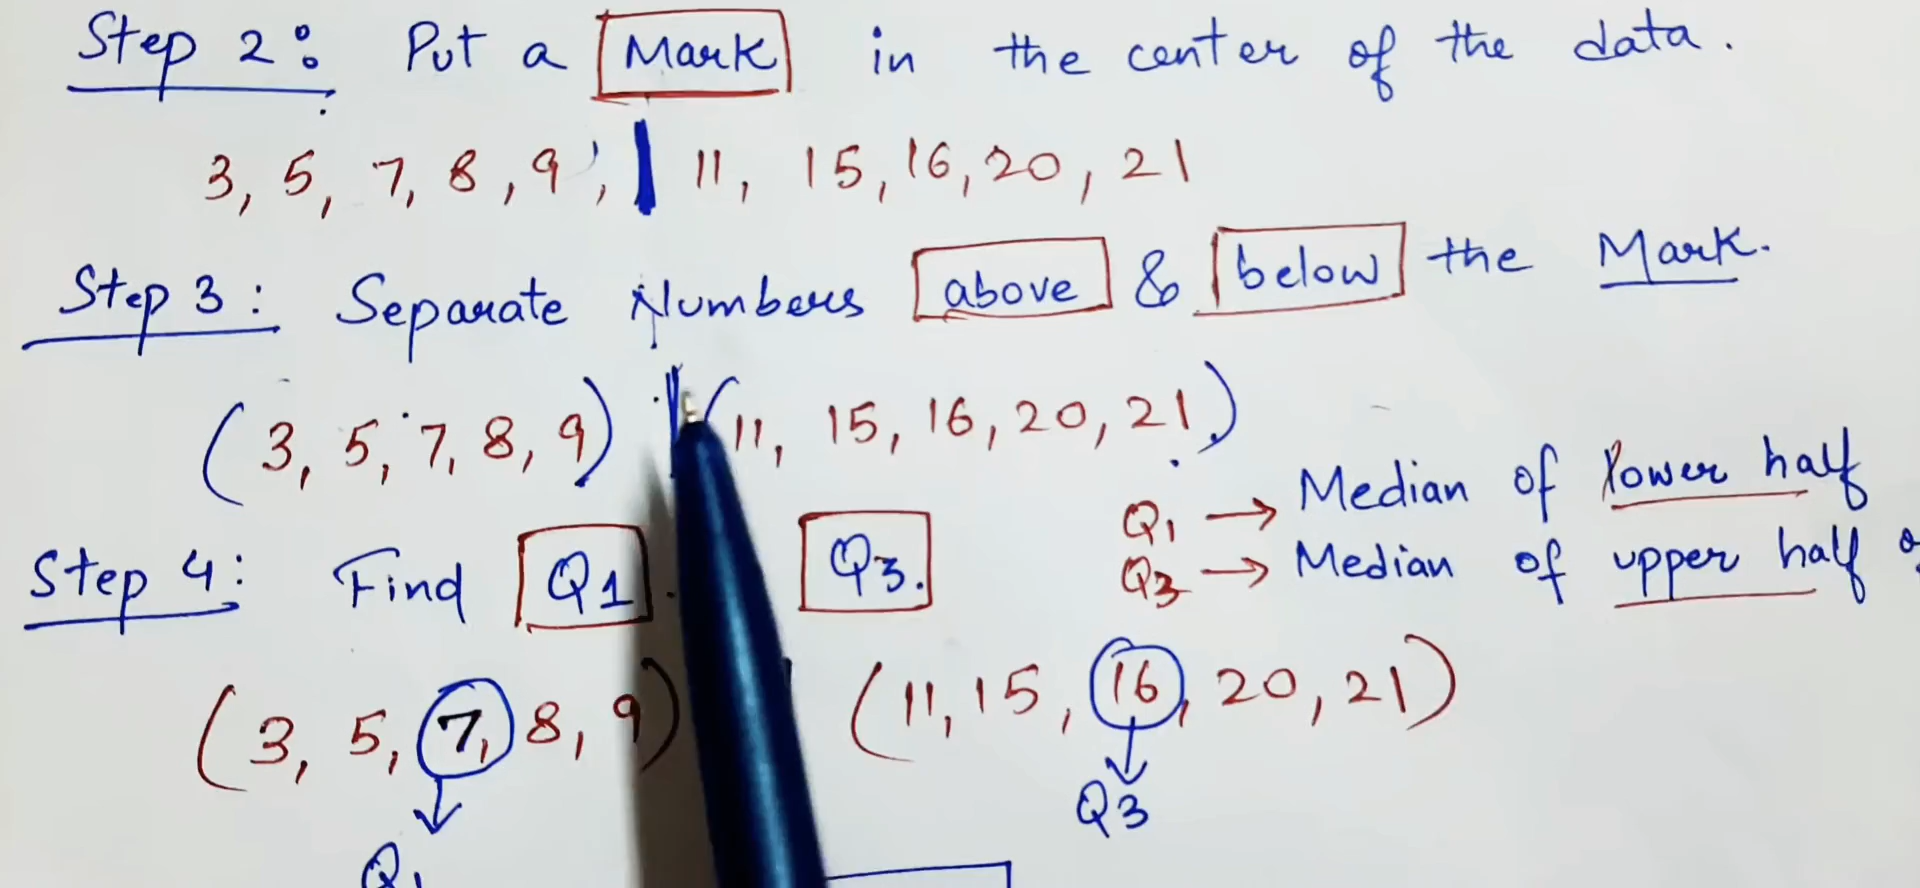 Step 2: Put a Mark in the center of the data.
3, 5, 7, 8, 9, 11, 15, 16, 20, 21
Step 3: Separate Numbers above & below the Mark.
(3, 5, 7, 8, 9) (11, 15, 16, 20, 21)
Q1 → Median of lower half
Step 4: Find Q1. Q3.
Q3 → Median of upper half
(3, 5, 7, 8, 9) (11, 15, 16, 20, 21)
Q3
Q1